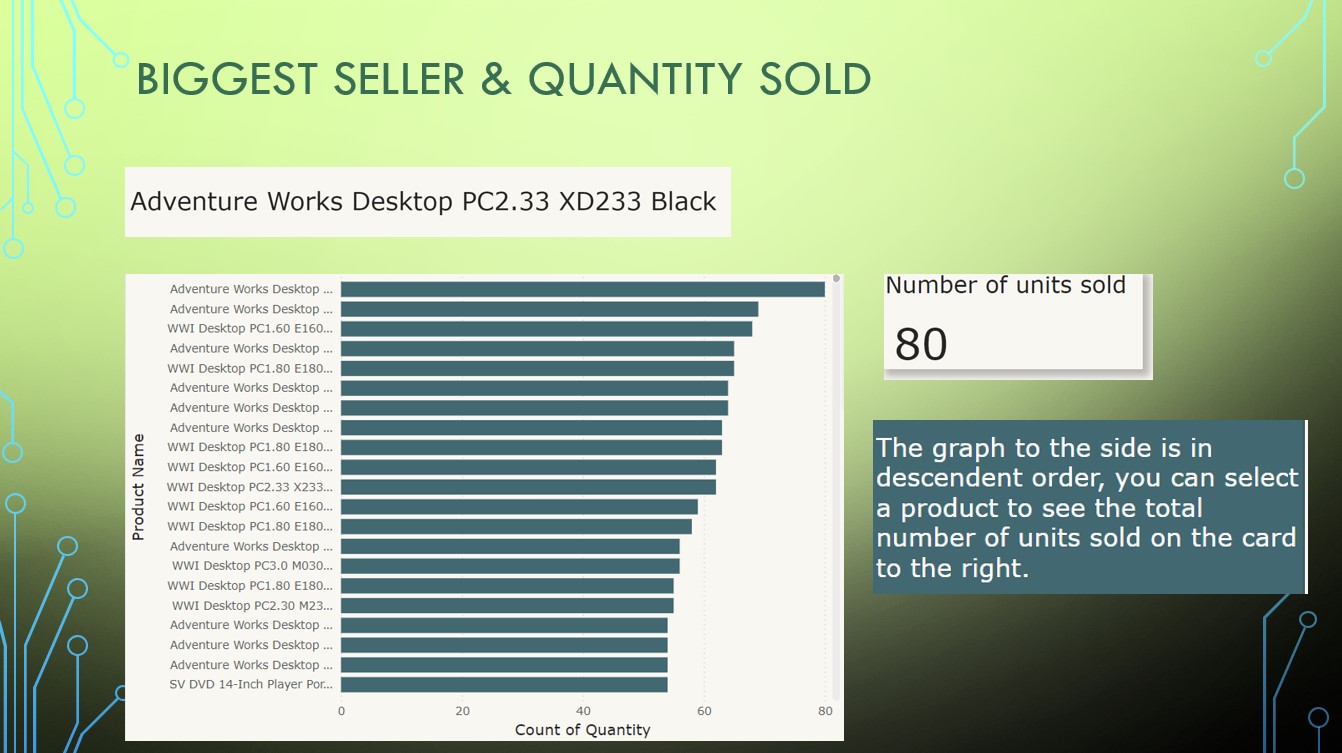 BIGGEST SELLER & QUANTITY SOLD
Adventure Works Desktop PC2.33 XD233 Black
Product Name
Adventure Works Desktop ...
Adventure Works Desktop ...
WWI Desktop PC1.60 E160...
Adventure Works Desktop ...
WWI Desktop PC1.80 E180...
Adventure Works Desktop ...
Adventure Works Desktop ...
Adventure Works Desktop ...
WWI Desktop PC1.80 E180...
WWI Desktop PC1.60 E160...
WWI Desktop PC2.33 X233...
WWI Desktop PC1.60 E160...
WWI Desktop PC1.80 E180...
Adventure Works Desktop ...
WWI Desktop PC3.0 M030...
WWI Desktop PC1.80 E180...
WWI Desktop PC2.30 M23...
Adventure Works Desktop ...
Adventure Works Desktop ...
Adventure Works Desktop ...
SV DVD 14-Inch Player Por...
0 20 40 60 80
Count of Quantity
Number of units sold
80
The graph to the side is in
descendent order, you can select
a product to see the total
number of units sold on the card
to the right.